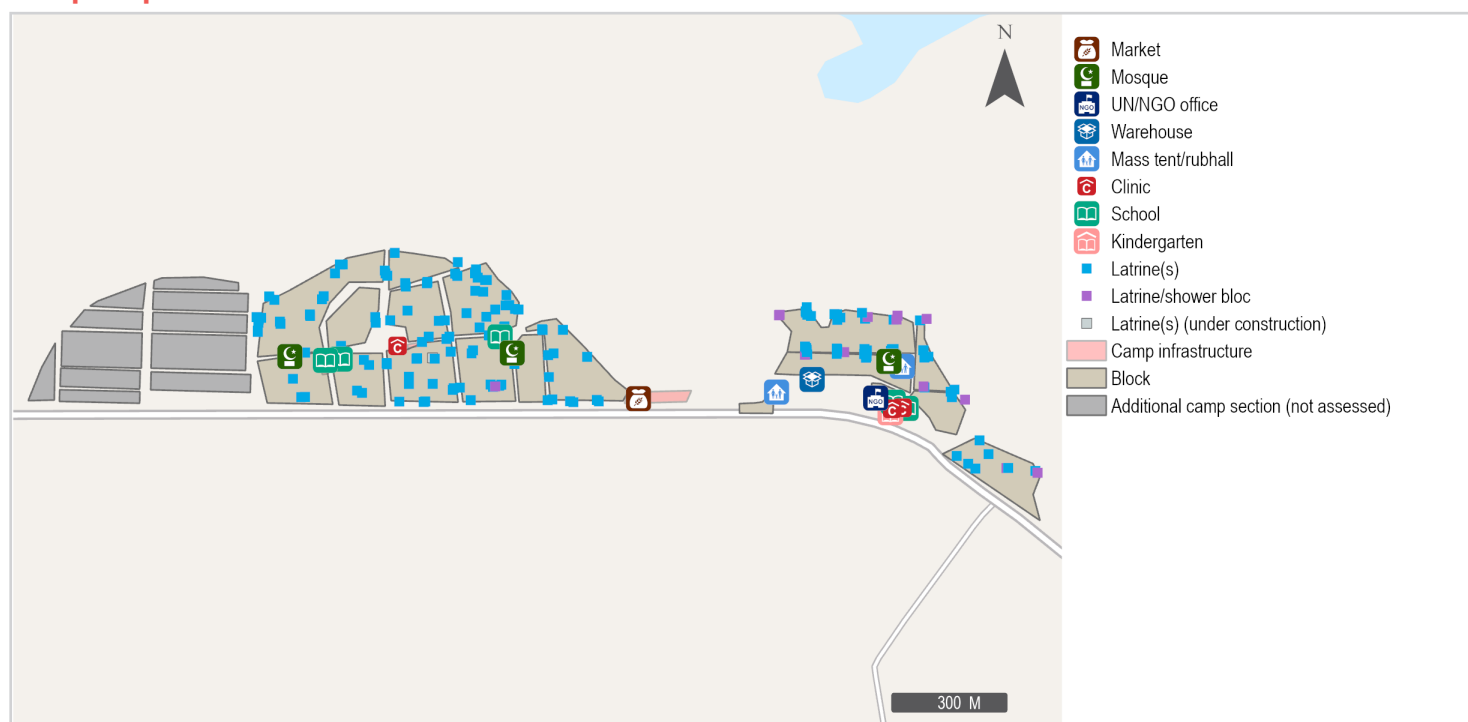 N
Market
Mosque
UN/NGO office
Warehouse
Mass tent/rubhall
Clinic
School
Kindergarten
Latrine(s)
Latrine/shower bloc
Latrine(s) (under construction)
Camp infrastructure
Block
Additional camp section (not assessed)
300 M